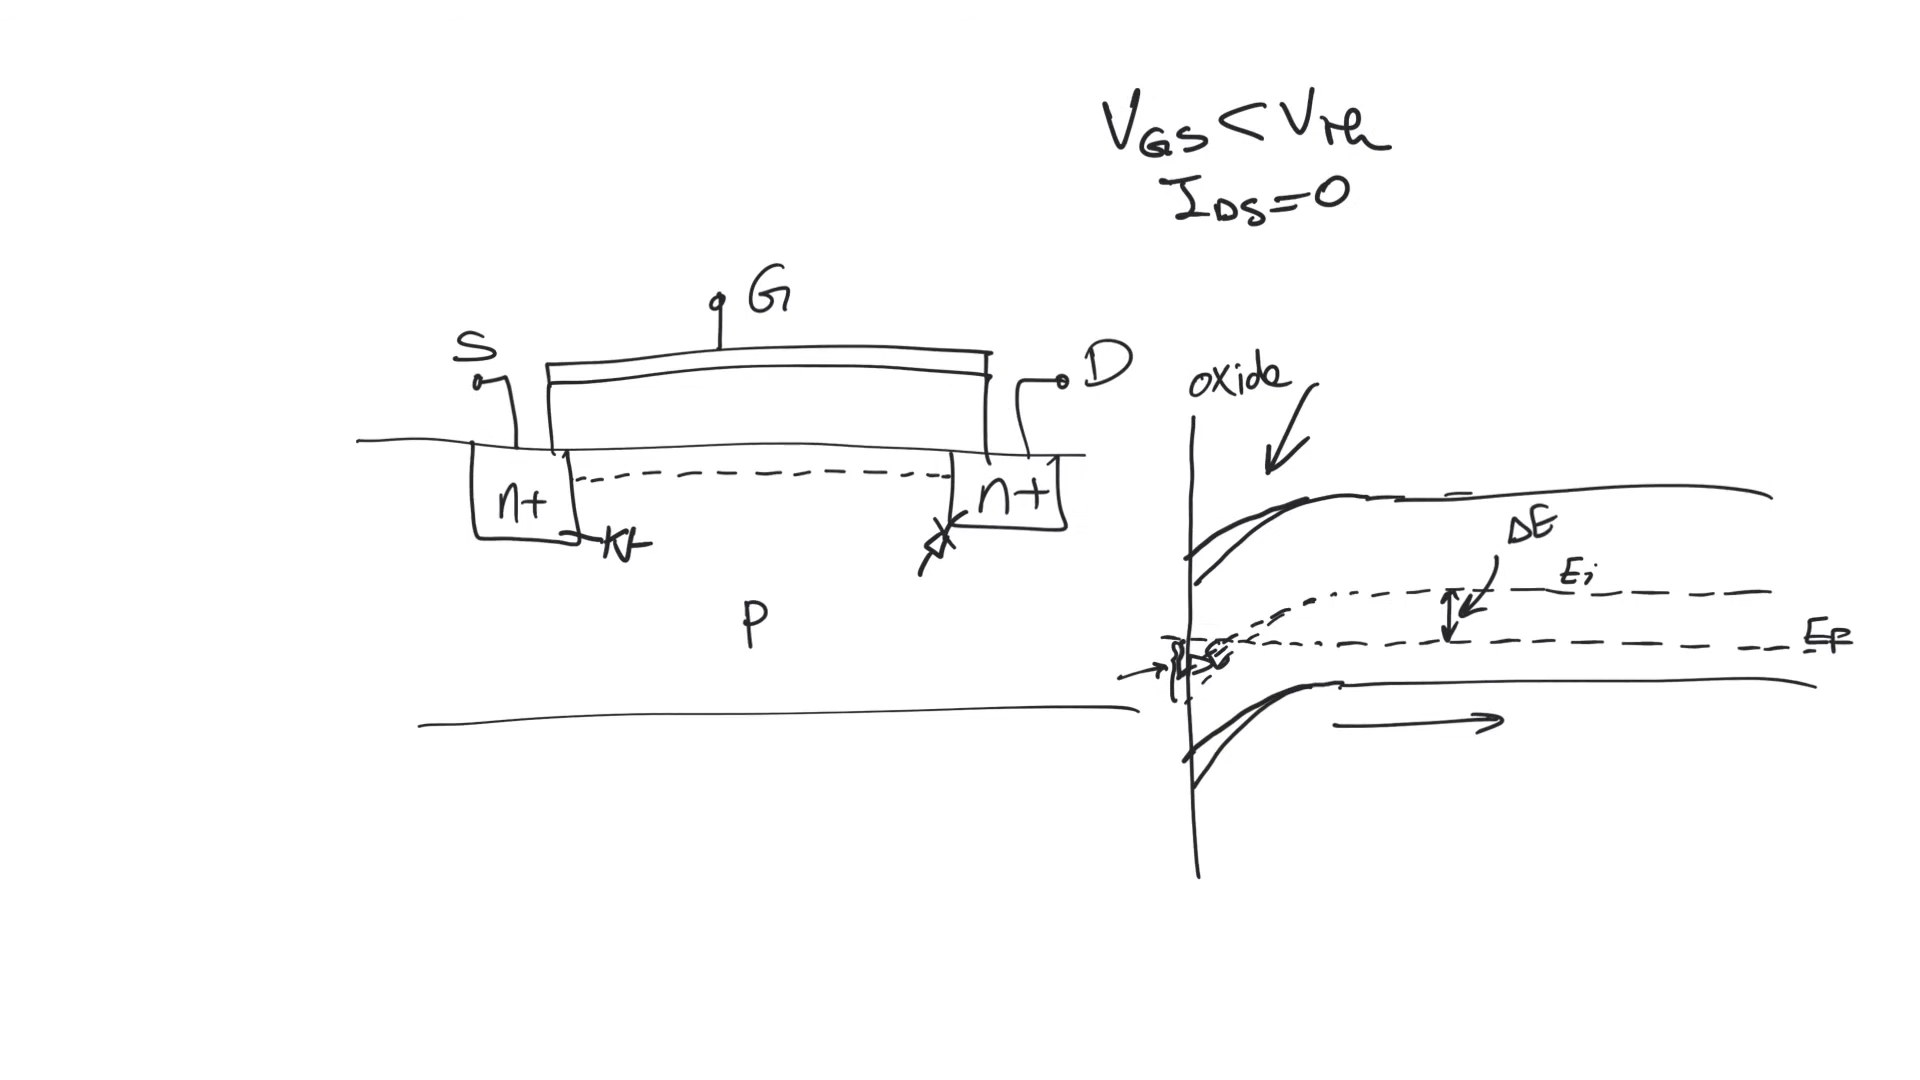 VGS < VTh
IDS = 0
G
S
D
oxide
n+
n+
ΔE
Ei
P
EF